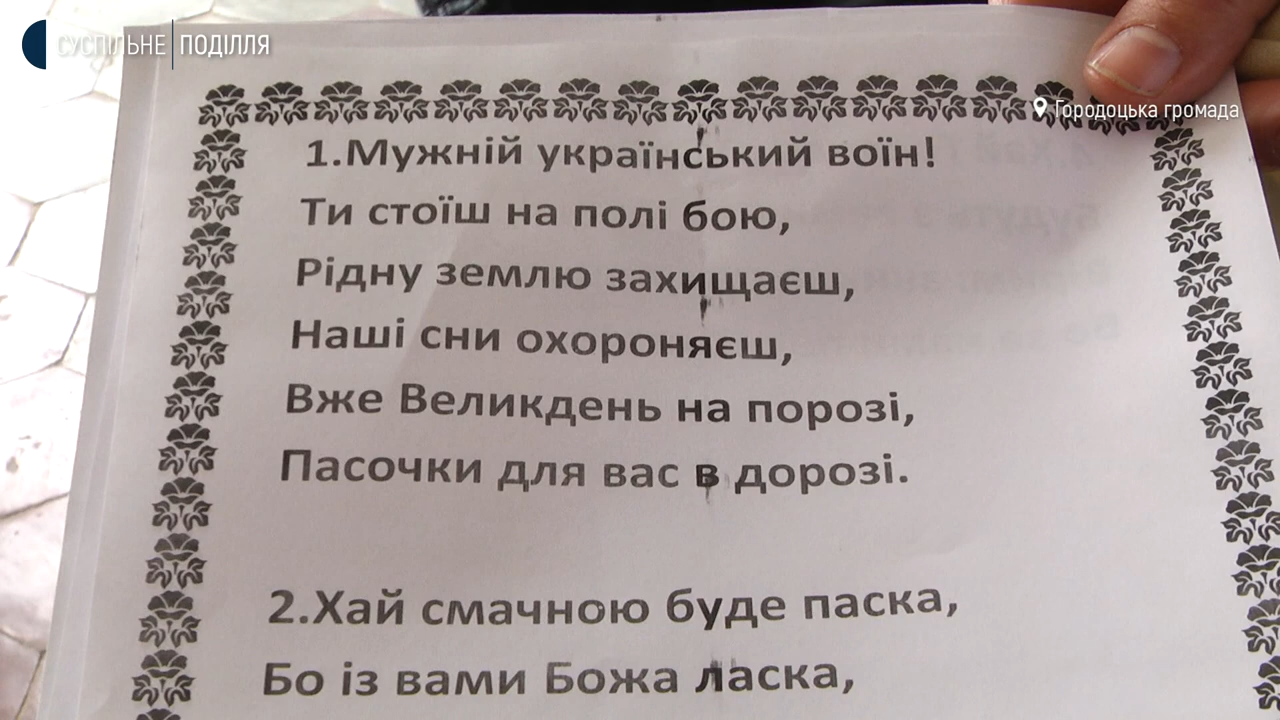 СУСПІЛЬНЕ ПОДІЛЛЯ
Городоцька громада
1.Мужній український воїн!
Ти стоїш на полі бою,
Рідну землю захищаєш,
Наші сни охороняєш,
Вже Великдень на порозі,
Пасочки для вас в дорозі.
2.Хай смачною буде паска,
Бо із вами Божа ласка,